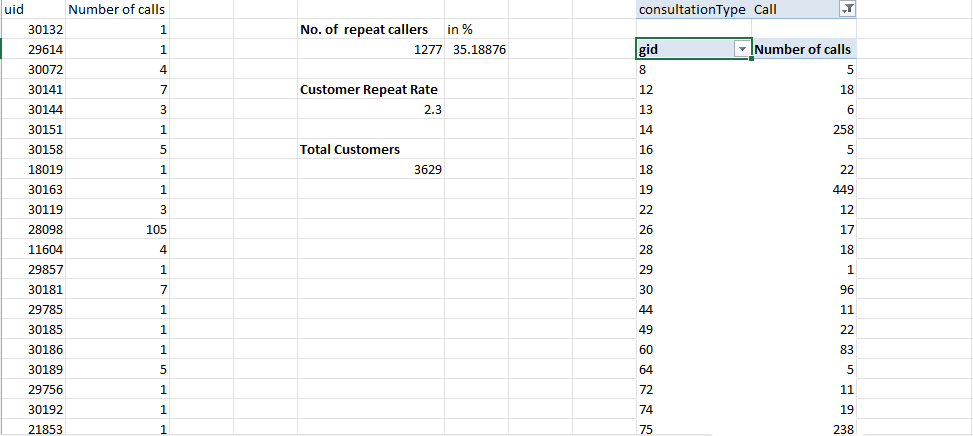 uid Number of calls consultationType Call
30132 1 No. of repeat callers in %
29614 1 1277 35.18876 gid Number of calls
30072 4 8 5
30141 7 Customer Repeat Rate 12 18
30144 3 2.3 13 6
30151 1 14 258
30158 5 Total Customers 16 5
18019 1 3629 18 22
30163 1 19 449
30119 3 22 12
28098 105 26 17
11604 4 28 18
29857 1 29 1
30181 7 30 96
29785 1 44 11
30185 1 49 22
30186 1 60 83
30189 5 64 5
29756 1 72 11
30192 1 74 19
21853 1 75 238